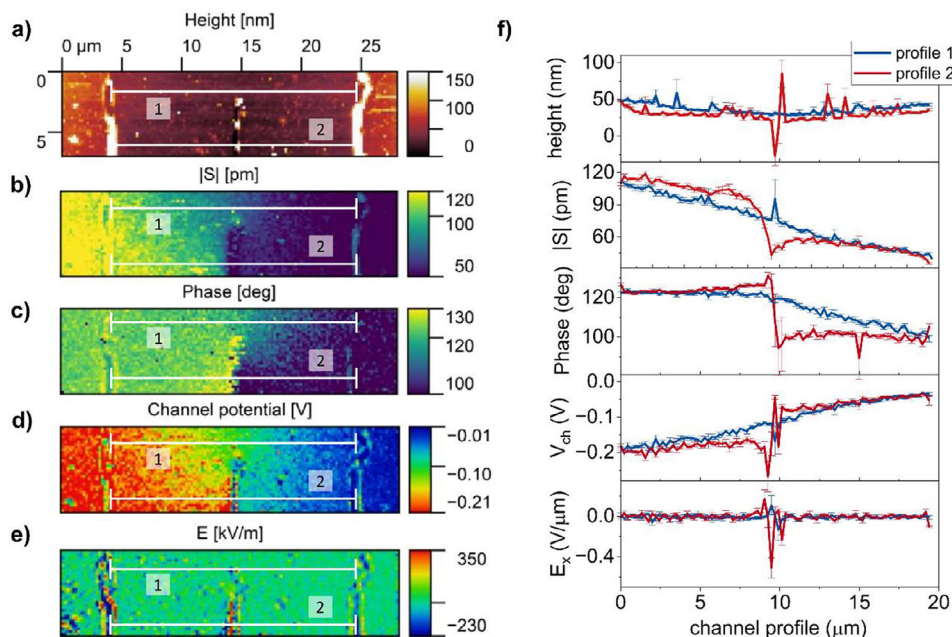 a)
Height [nm]
0 μm 5 10 15 20 25
0
5
1
2
150
100
50
0
b)
|S| [pm]
1
2
120
100
50
c)
Phase [deg]
1
2
130
120
100
d)
Channel potential [V]
1
2
−0.01
−0.10
−0.21
e)
E [kV/m]
1
2
350
−230
f)
profile 1
profile 2
height (nm)
100
50
0
|S| (pm)
120
90
60
Phase (deg)
120
100
V_ch (V)
0.0
−0.1
−0.2
E_x (V/μm)
0.0
−0.4
0 5 10 15 20
channel profile (μm)